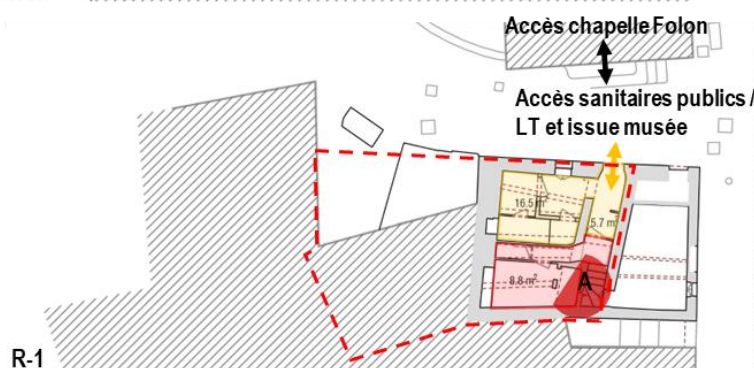 Accès chapelle Folon
Accès sanitaires publics /
LT et issue musée
16.5 m²
5.7 m²
A
8.8 m²
R-1